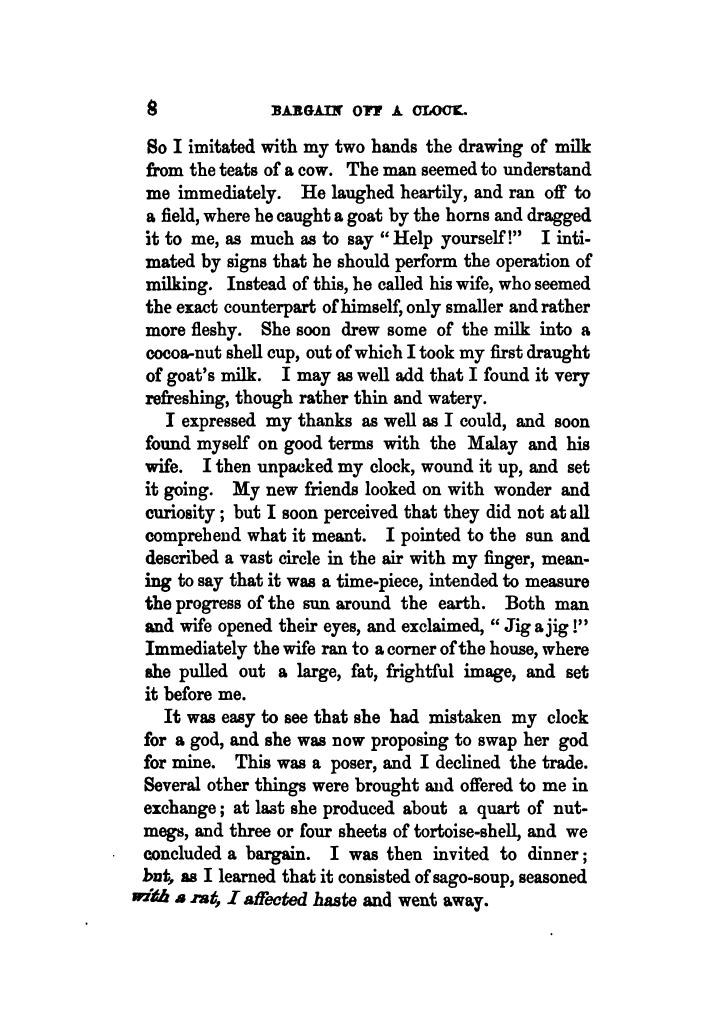 8 BARGAIN OFF A CLOCK.
So I imitated with my two hands the drawing of milk
from the teats of a cow. The man seemed to understand
me immediately. He laughed heartily, and ran off to
a field, where he caught a goat by the horns and dragged
it to me, as much as to say “Help yourself!” I inti-
mated by signs that he should perform the operation of
milking. Instead of this, he called his wife, who seemed
the exact counterpart of himself, only smaller and rather
more fleshy. She soon drew some of the milk into a
cocoa-nut shell cup, out of which I took my first draught
of goat’s milk. I may as well add that I found it very
refreshing, though rather thin and watery.
I expressed my thanks as well as I could, and soon
found myself on good terms with the Malay and his
wife. I then unpacked my clock, wound it up, and set
it going. My new friends looked on with wonder and
curiosity; but I soon perceived that they did not at all
comprehend what it meant. I pointed to the sun and
described a vast circle in the air with my finger, mean-
ing to say that it was a time-piece, intended to measure
the progress of the sun around the earth. Both man
and wife opened their eyes, and exclaimed, “Jig a jig!”
Immediately the wife ran to a corner of the house, where
she pulled out a large, fat, frightful image, and set
it before me.
It was easy to see that she had mistaken my clock
for a god, and she was now proposing to swap her god
for mine. This was a poser, and I declined the trade.
Several other things were brought and offered to me in
exchange; at last she produced about a quart of nut-
megs, and three or four sheets of tortoise-shell, and we
concluded a bargain. I was then invited to dinner;
but, as I learned that it consisted of sago-soup, seasoned
with a rat, I affected haste and went away.